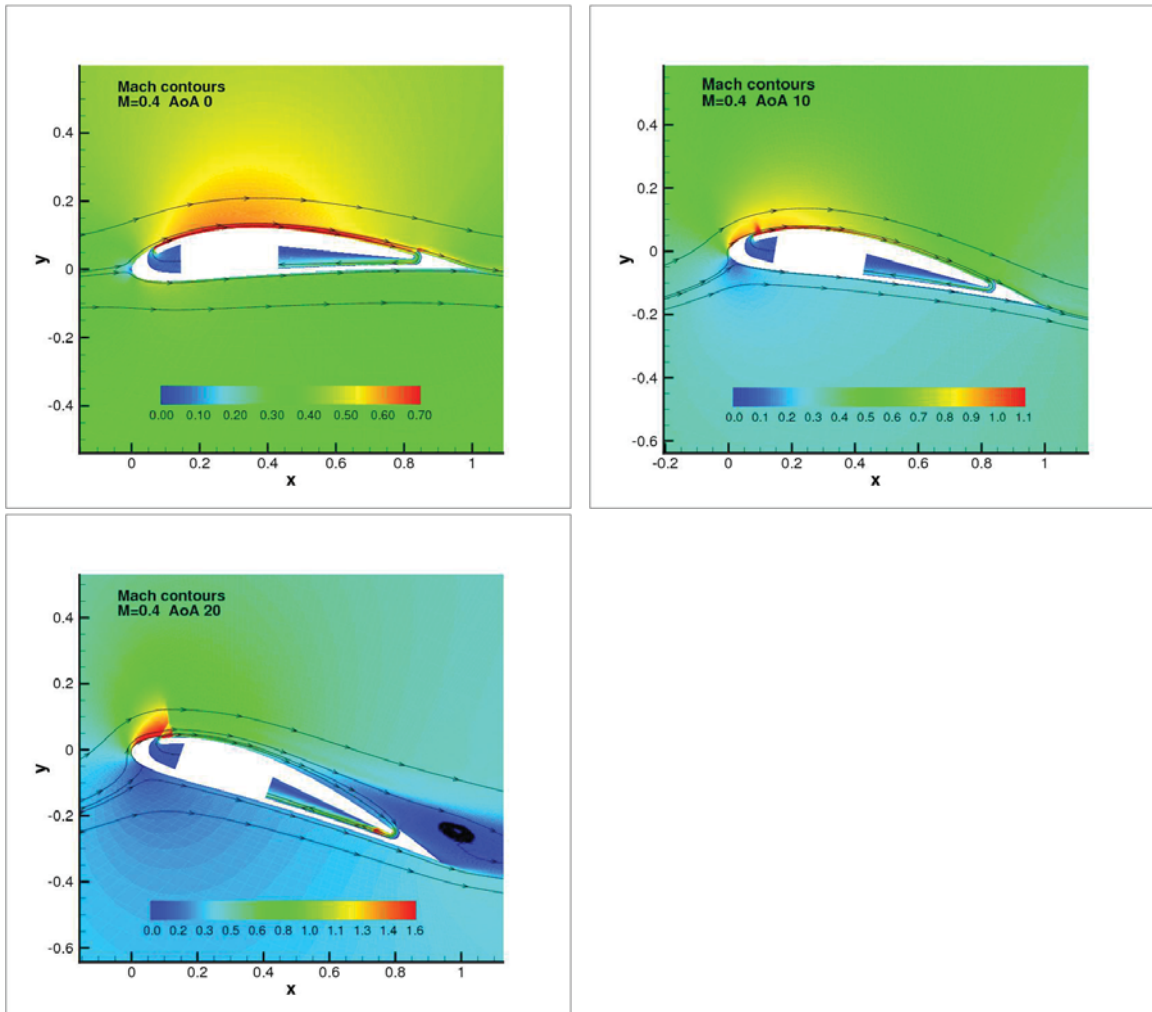 Mach contours
M=0.4 AoA 0
0.4
0.2
0
-0.2
-0.4
y
0.00 0.10 0.20 0.30 0.40 0.50 0.60 0.70
0 0.2 0.4 0.6 0.8 1
x
Mach contours
M=0.4 AoA 10
0.4
0.2
0
-0.2
-0.4
-0.6
y
0.0 0.1 0.2 0.3 0.4 0.5 0.7 0.8 0.9 1.0 1.1
-0.2 0 0.2 0.4 0.6 0.8 1
x
Mach contours
M=0.4 AoA 20
0.4
0.2
0
-0.2
-0.4
-0.6
y
0.0 0.2 0.3 0.5 0.6 0.8 1.0 1.1 1.3 1.4 1.6
0 0.2 0.4 0.6 0.8 1
x